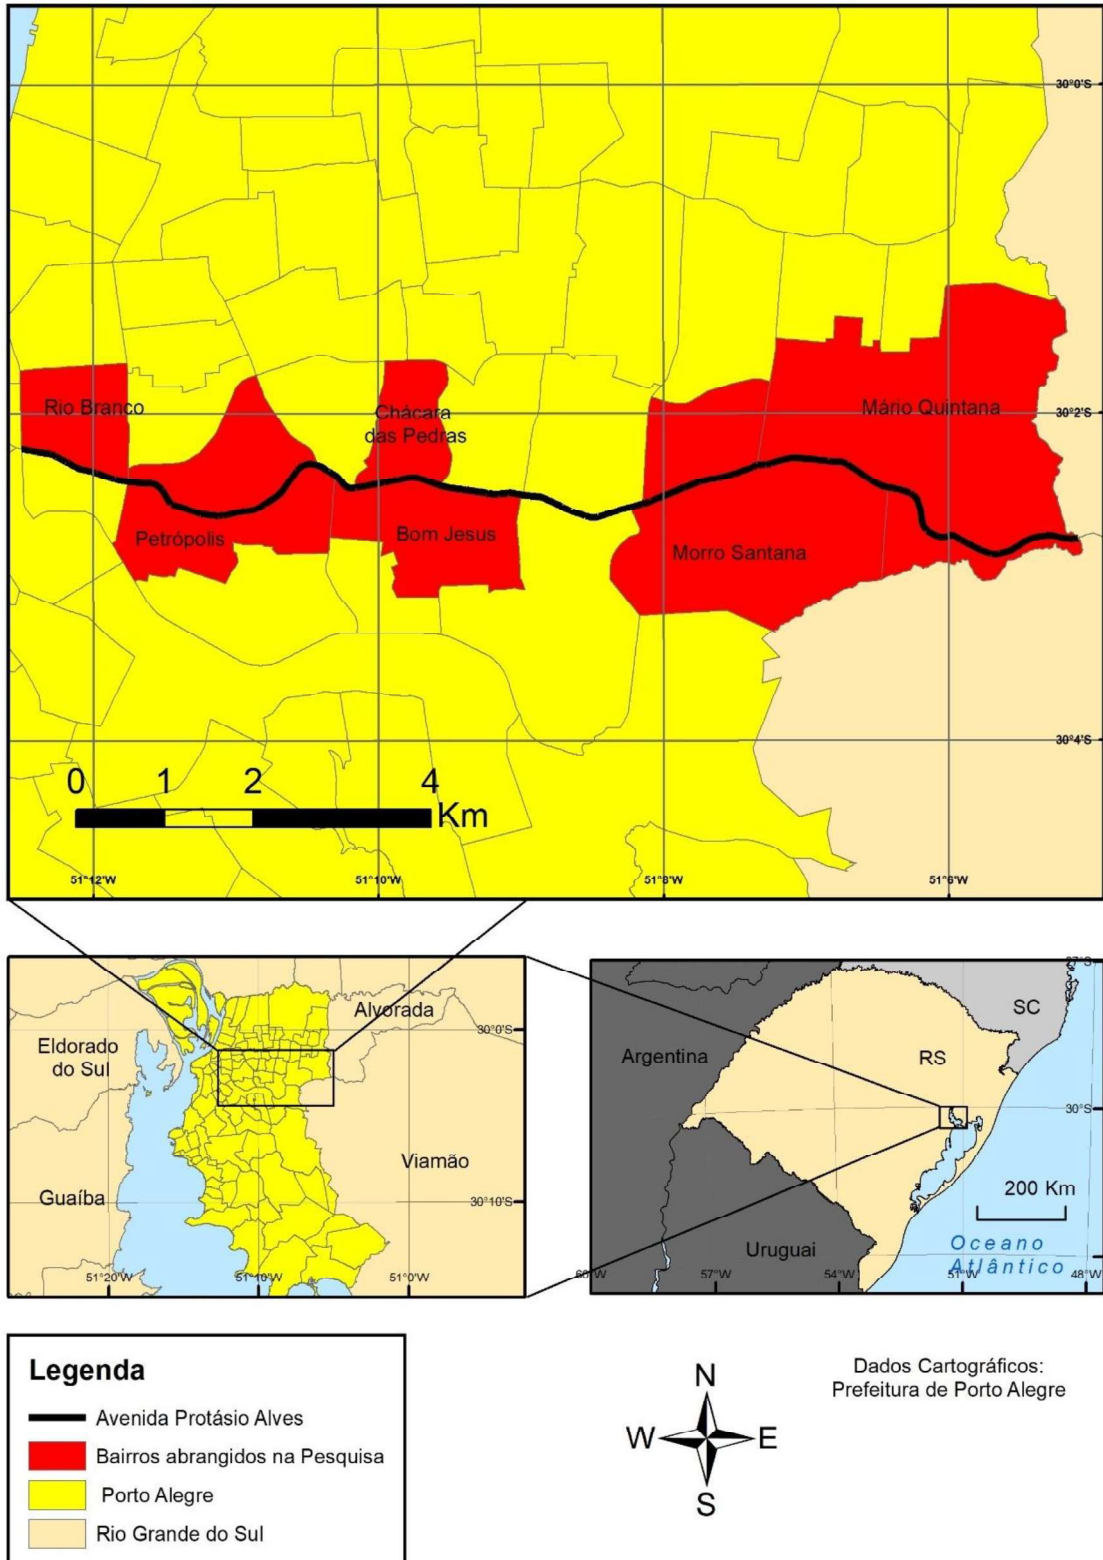 30°0'S
Rio Branco
Chácara
das Pedras
30°2'S
Mário Quintana
Petrópolis
Bom Jesus
Morro Santana
30°4'S
0 1 2 4
Km
51°12'W 51°10'W 51°8'W 51°6'W
Alvorada
30°0'S
Eldorado
do Sul
Viamão
Guaíba
30°10'S
51°20'W 51°10'W 51°0'W
SC
Argentina
RS
30°S
200 Km
Uruguai
Oceano
Atlântico
57°W 54°W 51°W 48°W
Legenda
Avenida Protásio Alves
Bairros abrangidos na Pesquisa
Porto Alegre
Rio Grande do Sul
N
W E
S
Dados Cartográficos:
Prefeitura de Porto Alegre